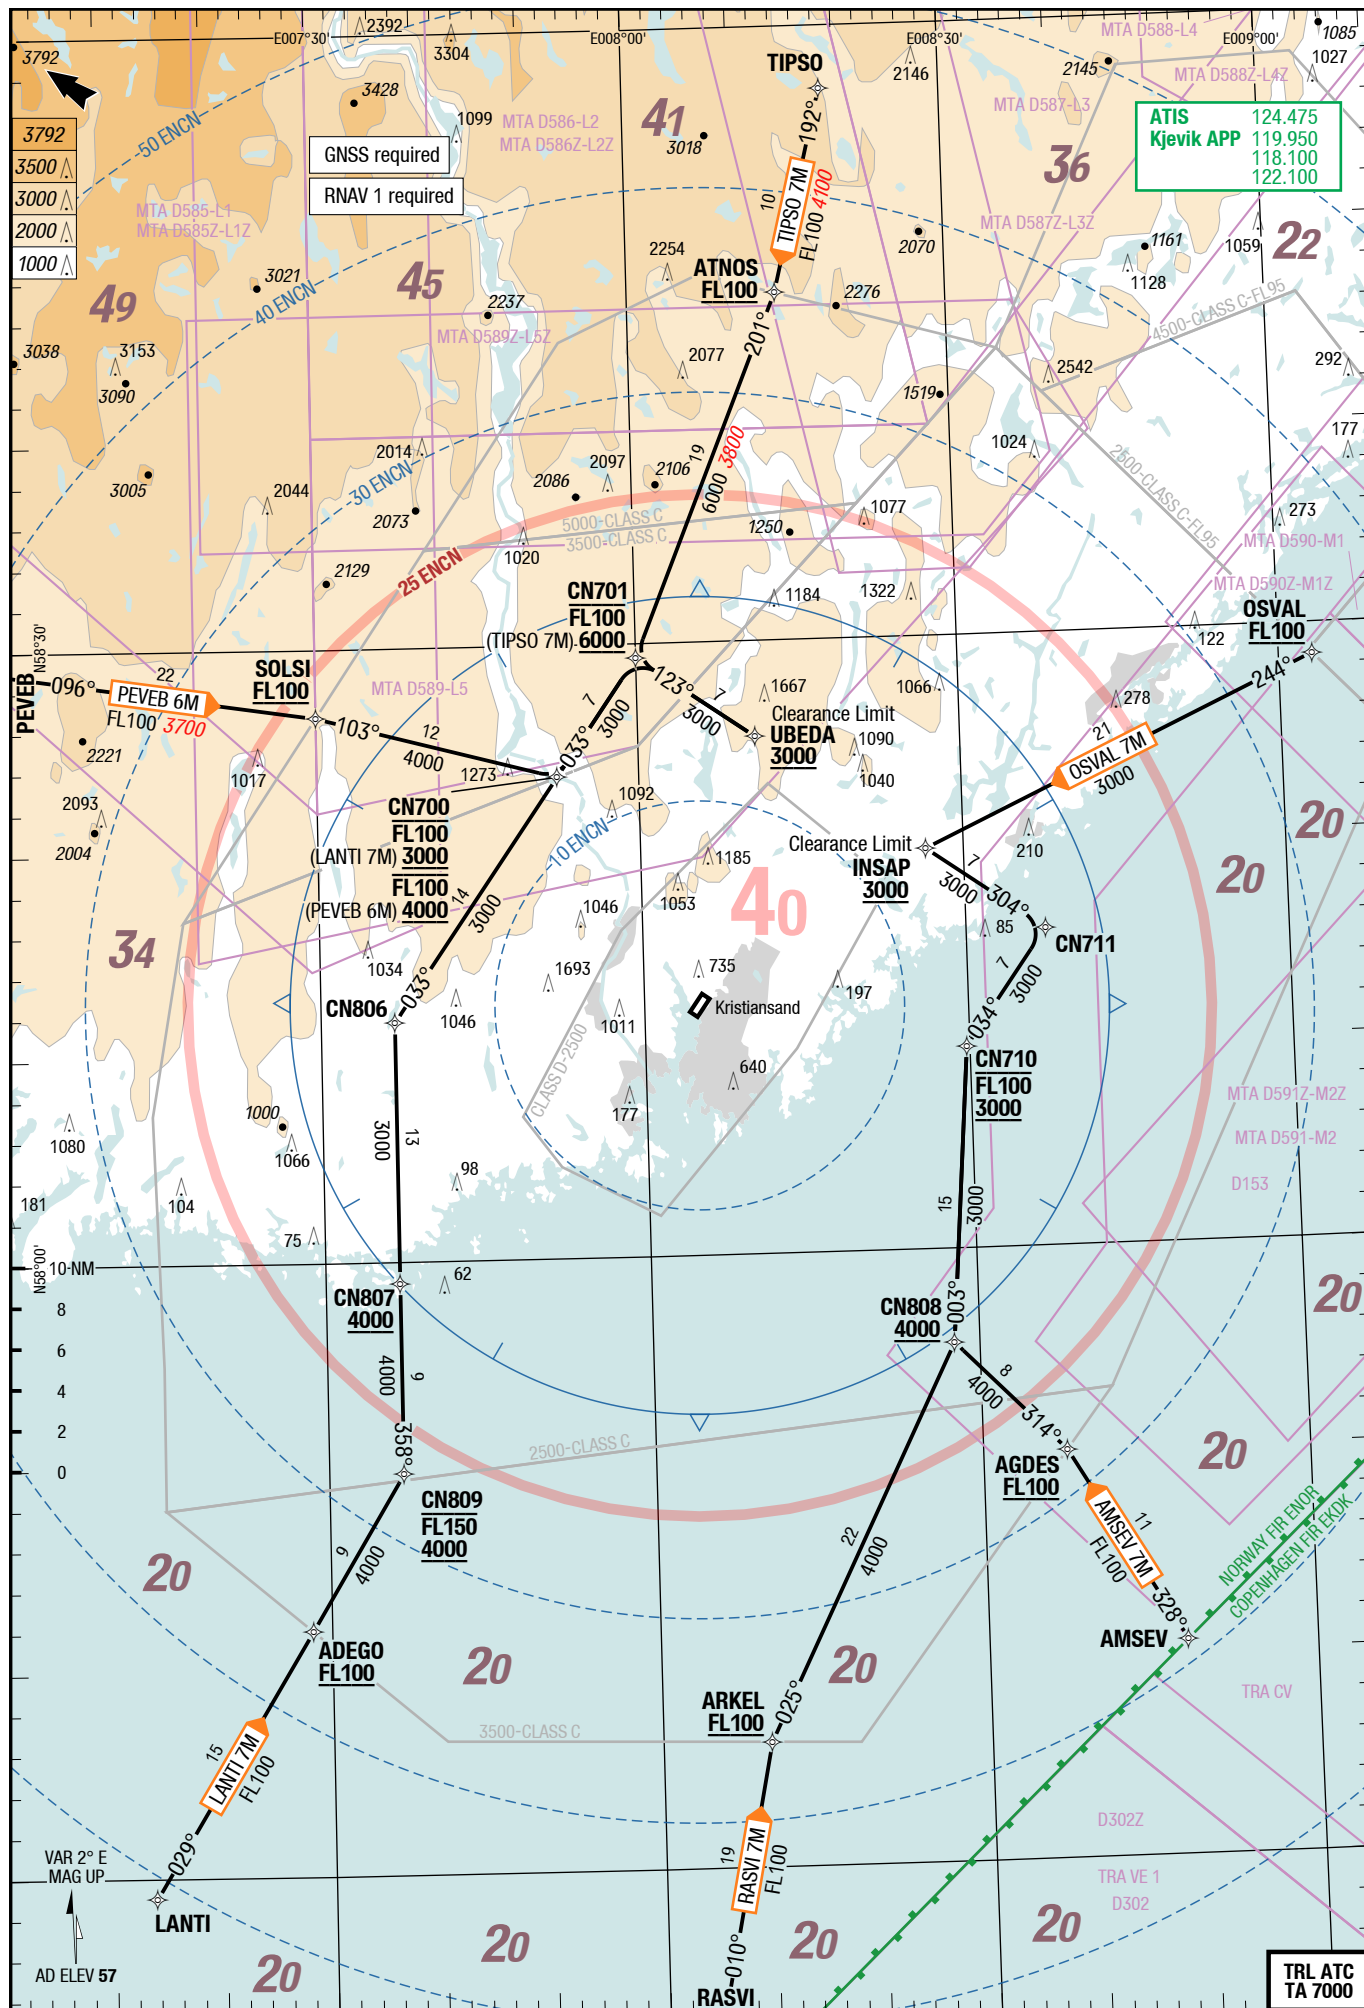 2392
3304
E007°30'
E008°00'
E008°30'
E009°00'
MTA D588-L4
1085
1027
3792
3428
1099
TIPSO
2146
2145
MTA D588Z-L4Z
MTA D587-L3
50 ENCN
MTA D586-L2
MTA D586Z-L2Z
41
3018
192°
36
ATIS 124.475
Kjevik APP 119.950
118.100
122.100
3792
3500
3000
2000
1000
GNSS required
RNAV 1 required
MTA D585-L1
MTA D585Z-L1Z
10
TIPSO 7M
FL100 4100
MTA D587Z-L3Z
2070
1161
1128
1059
22
3021
49
45
40 ENCN
2237
2254
ATNOS
FL100
2276
4500-CLASS C-FL95
MTA D589Z-L5Z
3038
3153
3090
2077
201°
2542
292
1519
177
3005
2014
2044
30 ENCN
2073
2086
2097
2106
19
6000 3800
1024
2500-CLASS C-FL95
1250
1077
273
MTA D590-M1
5000-CLASS C
3500-CLASS C
1020
25 ENCN
2129
MTA D590Z-M1Z
CN701
FL100
(TIPSO 7M) 6000
1184
1322
122
OSVAL
FL100
N58°30'
PEVEB
096°
22
PEVEB 6M
FL100 3700
SOLSI
FL100
MTA D589-L5
103°
12
4000
7
3000
033°
123°
7
3000
1667
Clearance Limit
UBEDA
3000
1066
278
244°
21
OSVAL 7M
3000
2221
1017
1273
1092
1090
1040
2093
2004
CN700
FL100
(LANTI 7M) 3000
FL100
(PEVEB 6M) 4000
10 ENCN
1185
1053
40
Clearance Limit
INSAP
3000
210
20
20
7
3000
304°
CN711
85
34
14
3000
1046
1034
1693
735
197
7
3000
034°
033°
CN806
1046
1011
Kristiansand
CN710
FL100
3000
640
CLASS D-2500
177
MTA D591Z-M2Z
MTA D591-M2
D153
1000
1080
1066
104
181
75
13
3000
98
15
3000
N58°00'
10 NM
8
6
4
2
0
62
CN807
4000
9
4000
358°
CN808
4000
003°
20
8
4000
314°
2500-CLASS C
AGDES
FL100
20
CN809
FL150
4000
11
AMSEV 7M
FL100
328°
NORWAY FIR ENOR
COPENHAGEN FIR EKDK
22
4000
9
4000
20
ADEGO
FL100
20
20
AMSEV
ARKEL
FL100
025°
TRA CV
3500-CLASS C
15
LANTI 7M
FL100
029°
19
RASVI 7M
FL100
D302Z
TRA VE 1
D302
VAR 2° E
MAG UP
LANTI
20
20
20
20
010°
RASVI
AD ELEV 57
TRL ATC
TA 7000